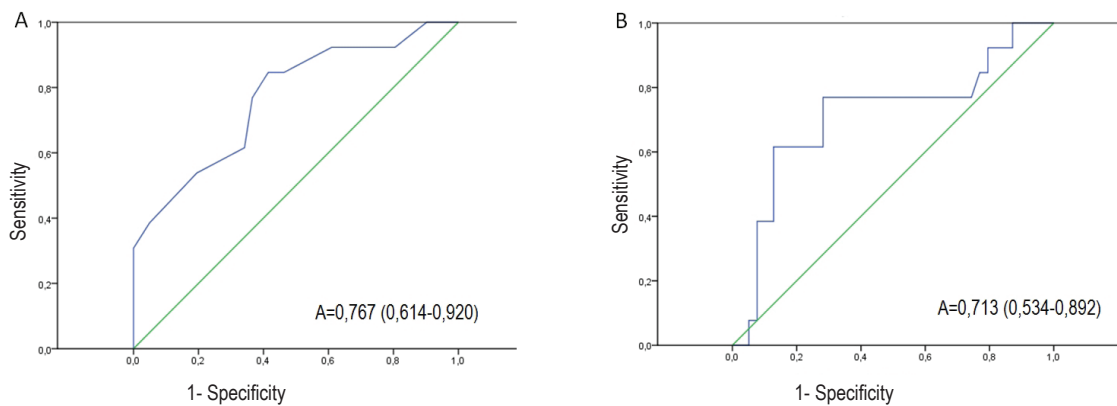 A
1,0
0,8
0,6
0,4
0,2
0,0
Sensitivity
A=0,767 (0,614-0,920)
0,0 0,2 0,4 0,6 0,8 1,0
1- Specificity
B
1,0
0,8
0,6
0,4
0,2
0,0
Sensitivity
A=0,713 (0,534-0,892)
0,0 0,2 0,4 0,6 0,8 1,0
1- Specificity